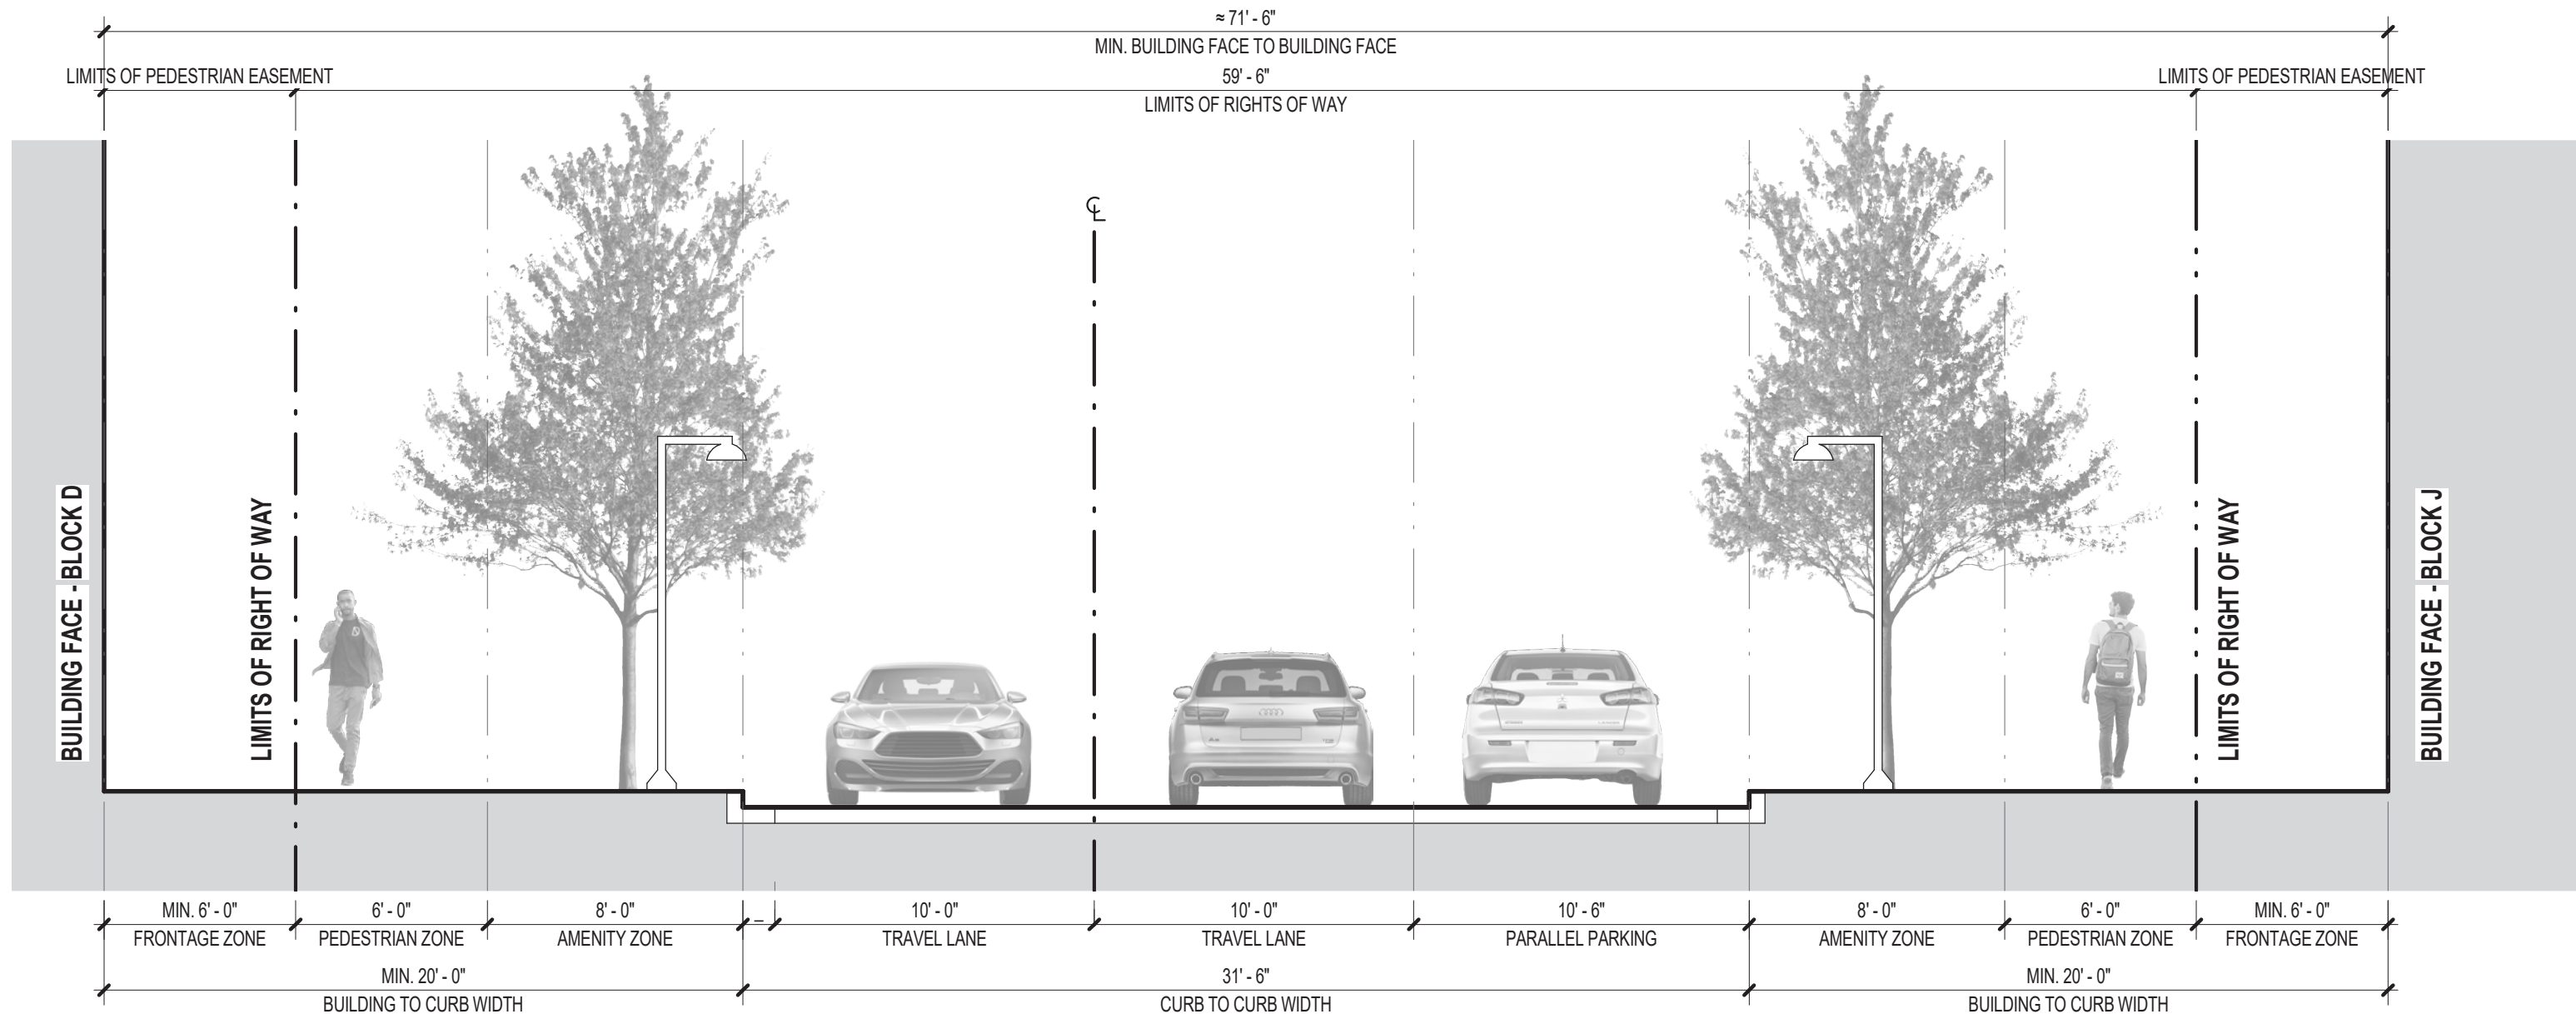 ≈ 71' - 6"
MIN. BUILDING FACE TO BUILDING FACE
LIMITS OF PEDESTRIAN EASEMENT
59' - 6"
LIMITS OF PEDESTRIAN EASEMENT
LIMITS OF RIGHTS OF WAY
BUILDING FACE - BLOCK D
LIMITS OF RIGHT OF WAY
LIMITS OF RIGHT OF WAY
BUILDING FACE - BLOCK J
MIN. 6' - 0"
6' - 0"
8' - 0"
10' - 0"
10' - 0"
10' - 6"
8' - 0"
6' - 0"
MIN. 6' - 0"
FRONTAGE ZONE
PEDESTRIAN ZONE
AMENITY ZONE
TRAVEL LANE
TRAVEL LANE
PARALLEL PARKING
AMENITY ZONE
PEDESTRIAN ZONE
FRONTAGE ZONE
MIN. 20' - 0"
31' - 6"
MIN. 20' - 0"
BUILDING TO CURB WIDTH
CURB TO CURB WIDTH
BUILDING TO CURB WIDTH